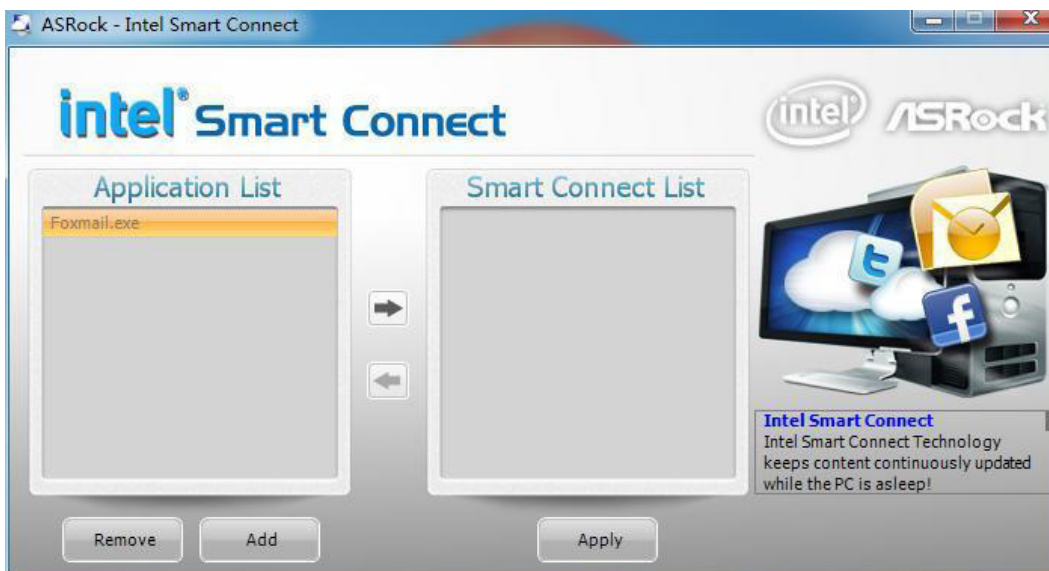 ASRock - Intel Smart Connect
intel® Smart Connect
intel® ASRock
Application List
Smart Connect List
Foxmail.exe
Intel Smart Connect
Intel Smart Connect Technology
keeps content continuously updated
while the PC is asleep!
Remove
Add
Apply